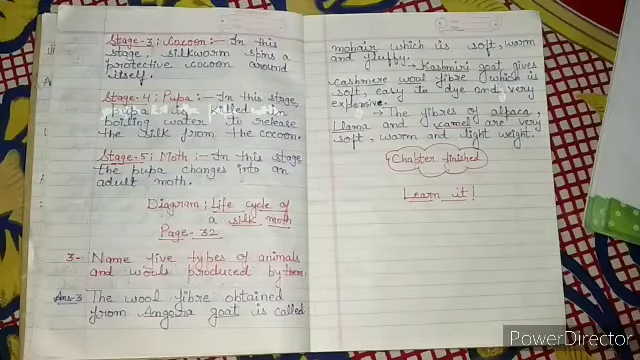 Stage-3: Cocoon:- In this
stage, silkworm spins a
protective cocoon around
itself.
Stage-4: Pupa:- In this stage,
pupa is killed in
boiling water to release
the silk from the cocoon.
Stage-5: Moth:- In this stage
the pupa changes into an
adult moth.
Diagram: Life cycle of
a silk moth
Page-32
3- Name five types of animals
and wools produced by them.
Ans-3 The wool fibre obtained
from Angora goat is called
mohair which is soft, warm
and fluffy.
→ Kashmiri goat gives
cashmere wool fibre which is
soft, easy to dye and very
expensive.
→ The fibres of alpaca,
Llama and camel are very
soft, warm and light weight.
Chapter finished
Learn it!
PowerDirector